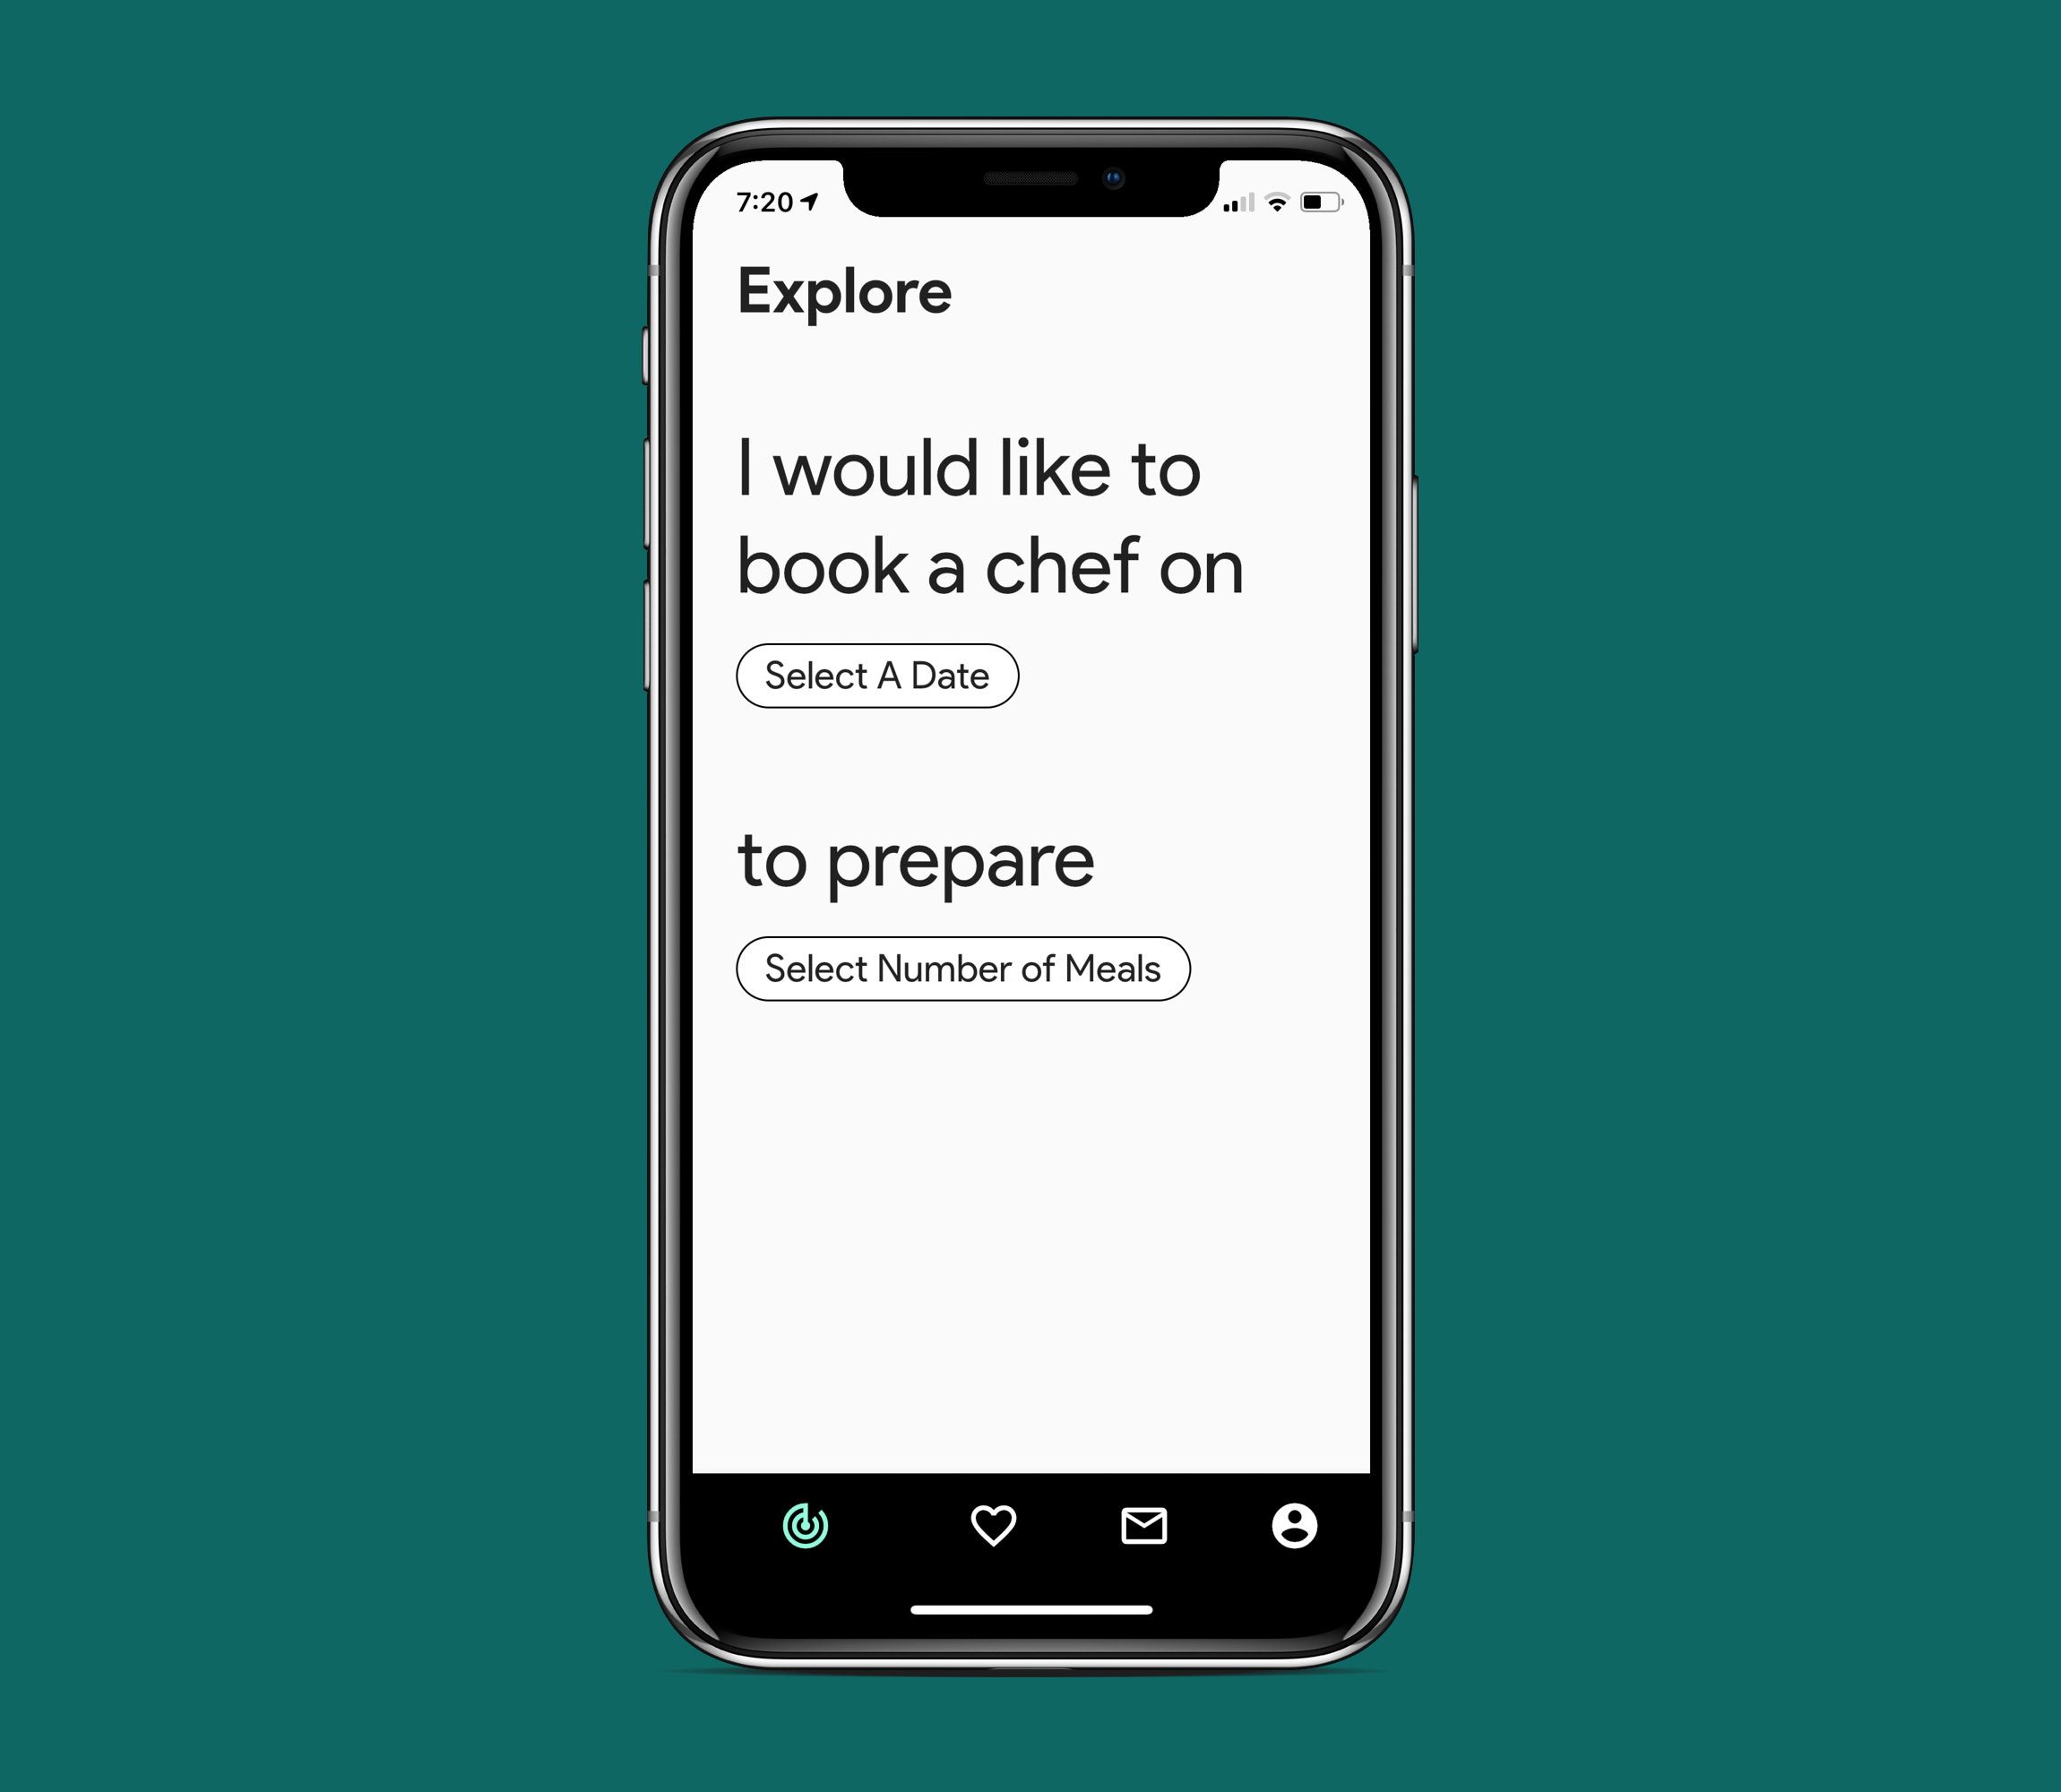 7:20
Explore
I would like to
book a chef on
Select A Date
to prepare
Select Number of Meals